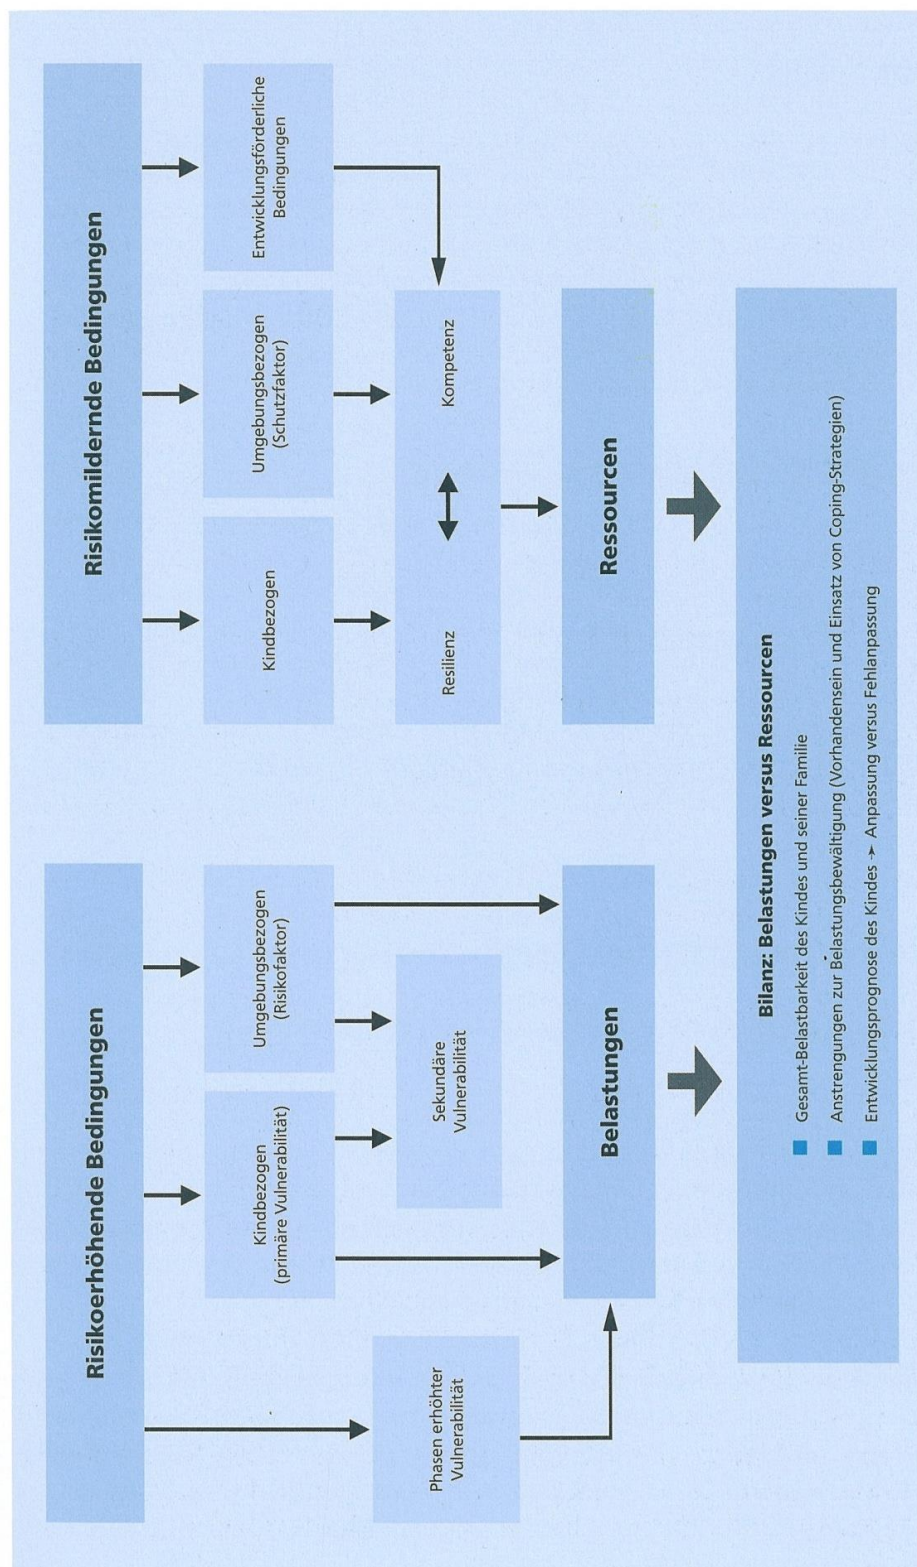 Risikoerhöhende Bedingungen
Risikomildernde Bedingungen
Phasen erhöhter
Vulnerabilität
Kindbezogen
(primäre Vulnerabilität)
Umgebungsbezogen
(Risikofaktor)
Sekundäre
Vulnerabilität
Belastungen
Kindbezogen
Umgebungsbezogen
(Schutzfaktor)
Entwicklungsförderliche
Bedingungen
Resilienz
Kompetenz
Ressourcen
Bilanz: Belastungen versus Ressourcen
Gesamt-Belastbarkeit des Kindes und seiner Familie
Anstrengungen zur Belastungsbewältigung (Vorhandensein und Einsatz von Coping-Strategien)
Entwicklungsprognose des Kindes → Anpassung versus Fehlanpassung